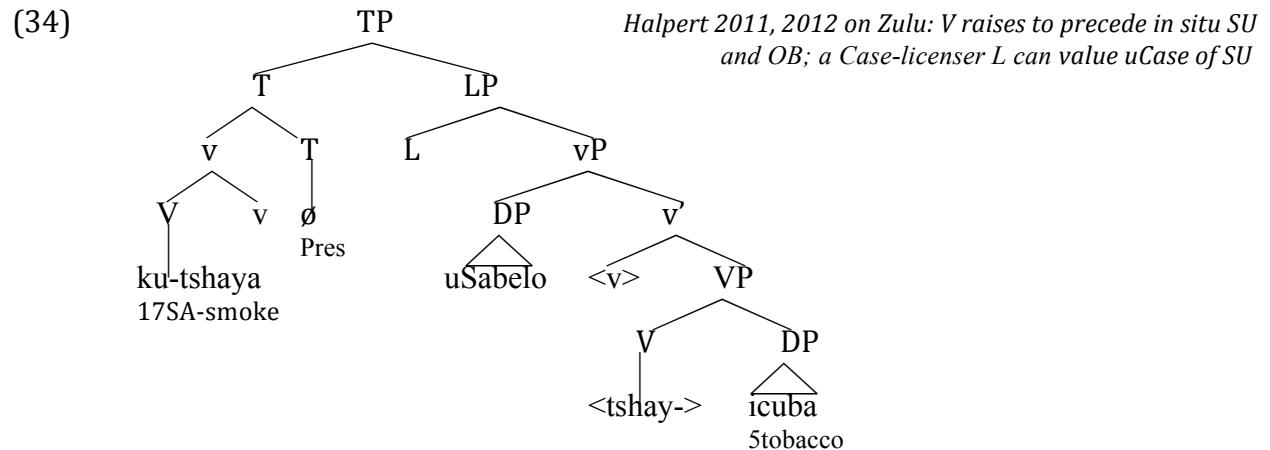 (34) TP Halpert 2011, 2012 on Zulu: V raises to precede in situ SU
and OB; a Case-licenser L can value uCase of SU
T LP
v T L vP
V v ø DP v'
Pres
ku-tshaya uSabelo <v> VP
17SA-smoke
V DP
<tshay-> icuba
5tobacco